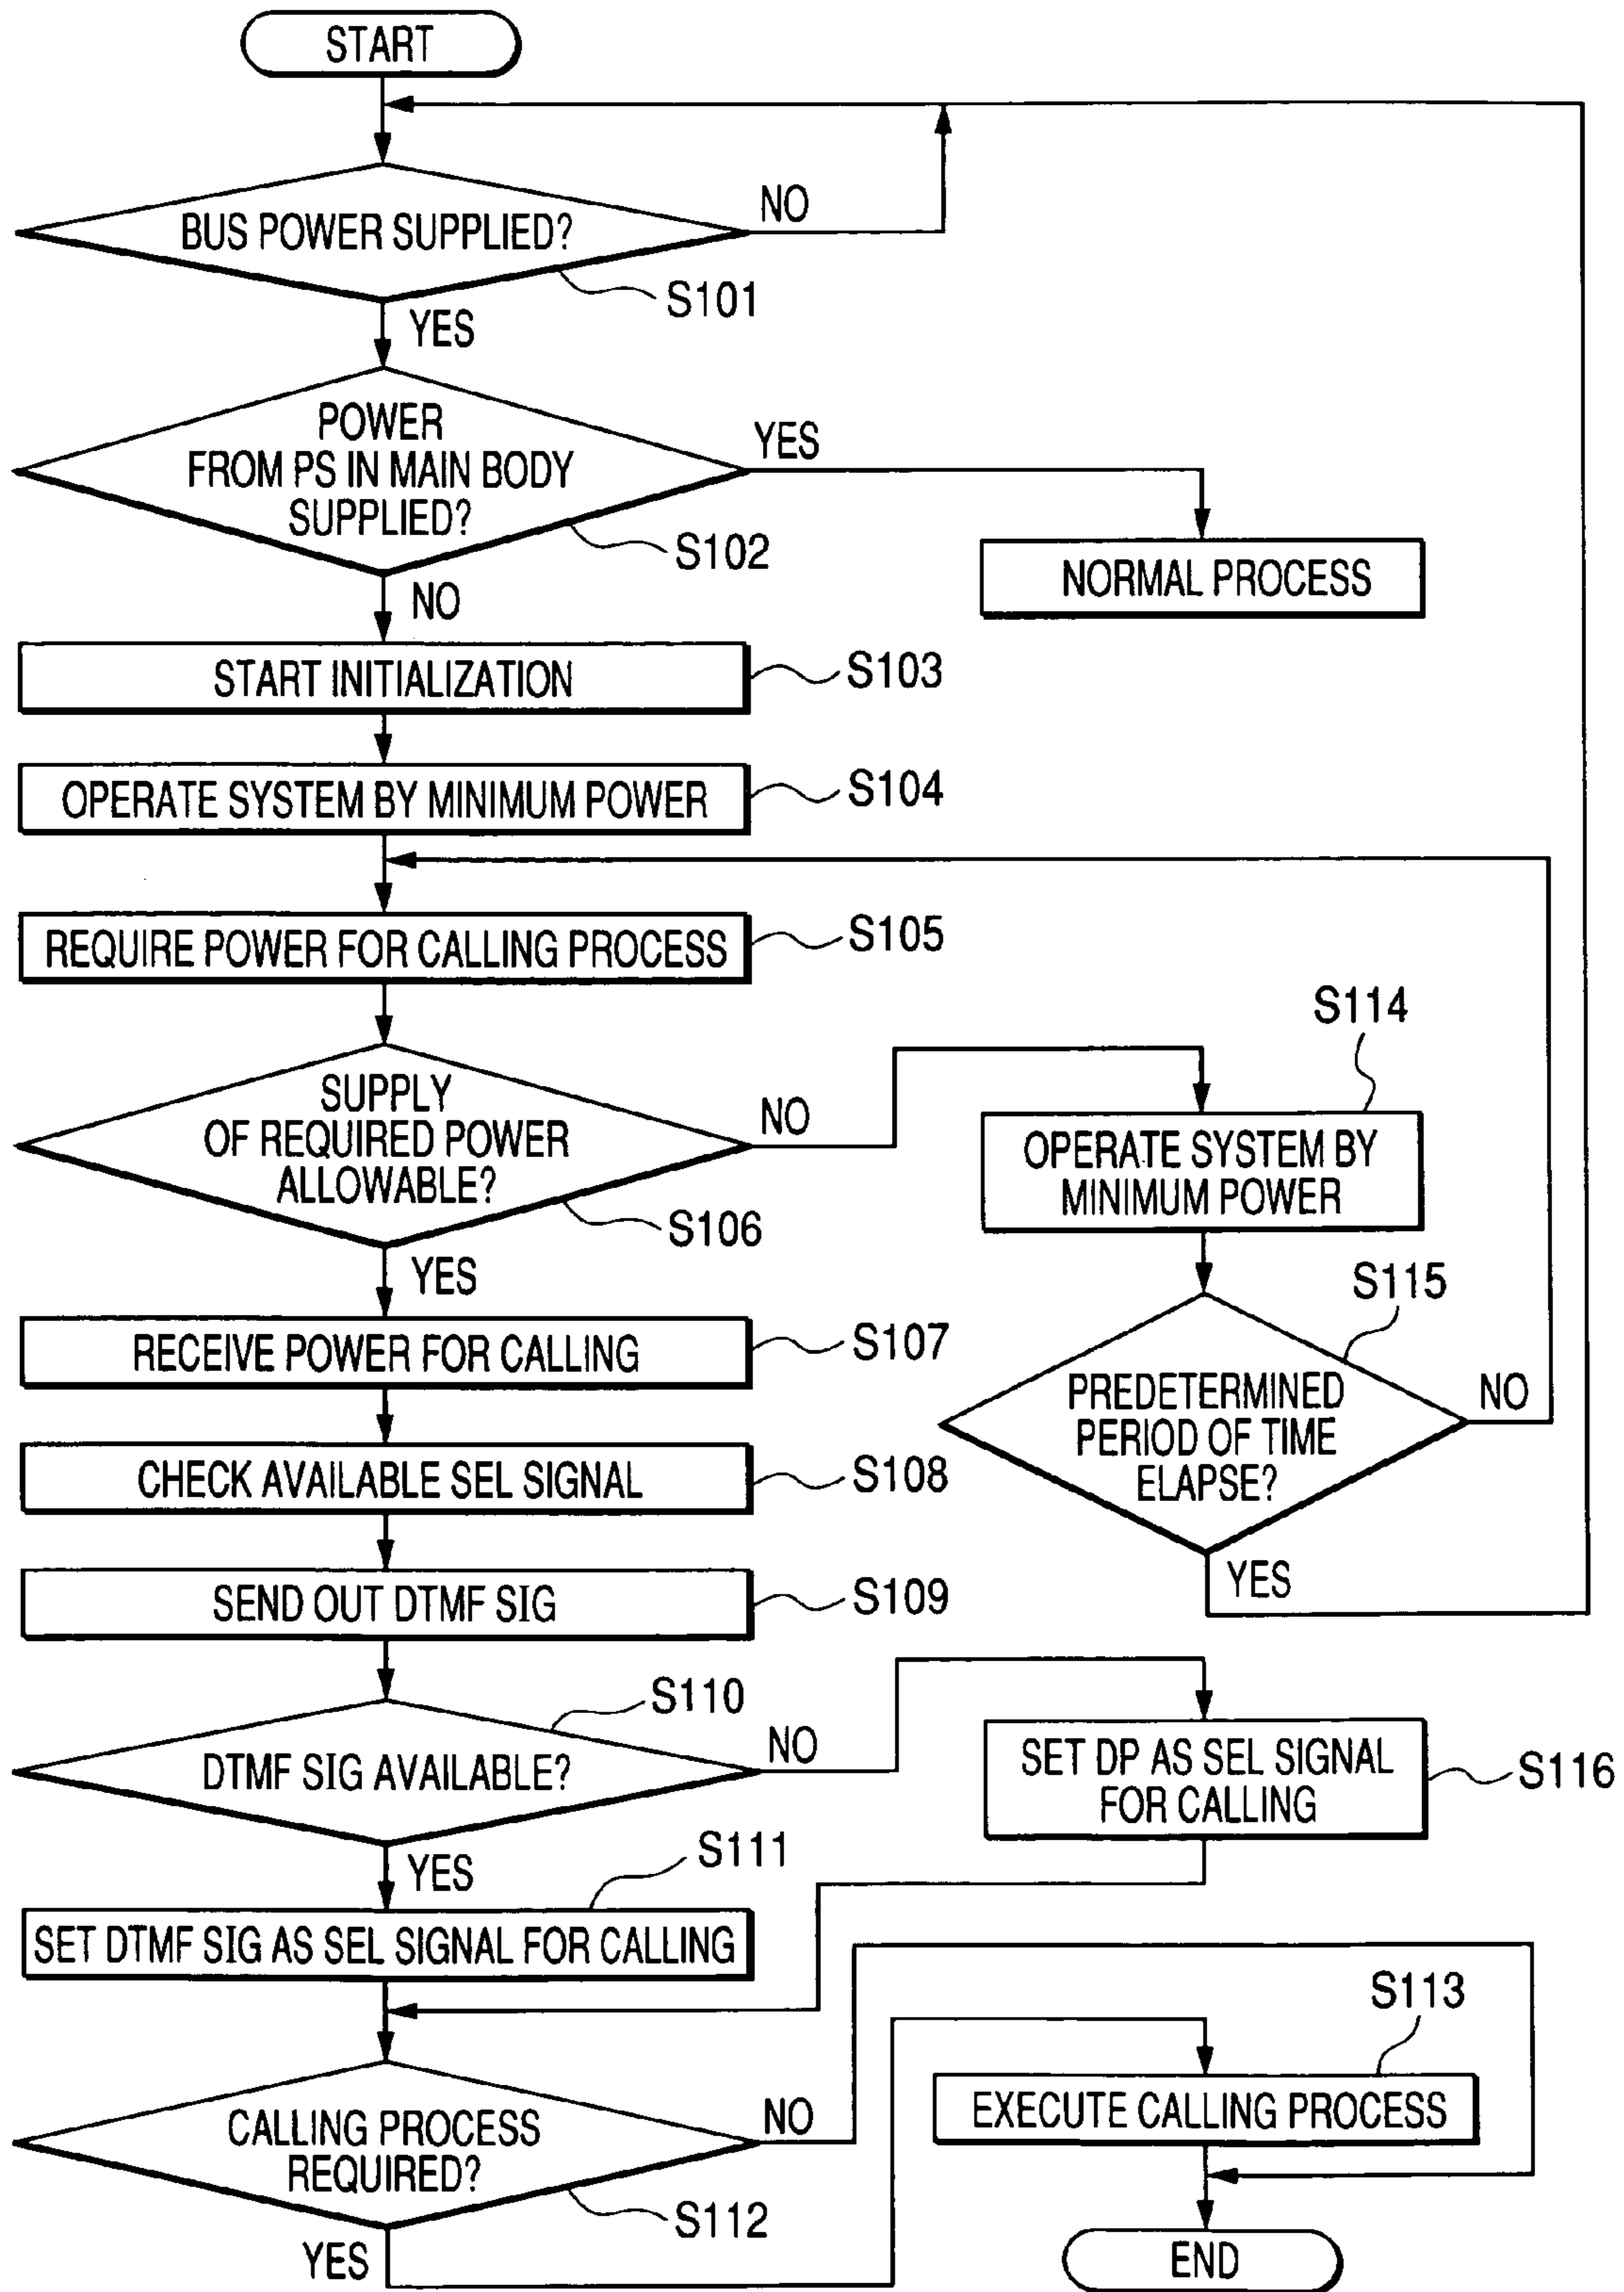 START
BUS POWER SUPPLIED?
NO
S101
YES
POWER
FROM PS IN MAIN BODY
SUPPLIED?
YES
S102
NO
NORMAL PROCESS
START INITIALIZATION
S103
OPERATE SYSTEM BY MINIMUM POWER
S104
REQUIRE POWER FOR CALLING PROCESS
S105
SUPPLY
OF REQUIRED POWER
ALLOWABLE?
NO
S106
YES
S114
OPERATE SYSTEM BY
MINIMUM POWER
S115
PREDETERMINED
PERIOD OF TIME
ELAPSE?
NO
YES
RECEIVE POWER FOR CALLING
S107
CHECK AVAILABLE SEL SIGNAL
S108
SEND OUT DTMF SIG
S109
S110
DTMF SIG AVAILABLE?
NO
YES
SET DP AS SEL SIGNAL
FOR CALLING
S116
S111
SET DTMF SIG AS SEL SIGNAL FOR CALLING
CALLING PROCESS
REQUIRED?
NO
S112
YES
S113
EXECUTE CALLING PROCESS
END